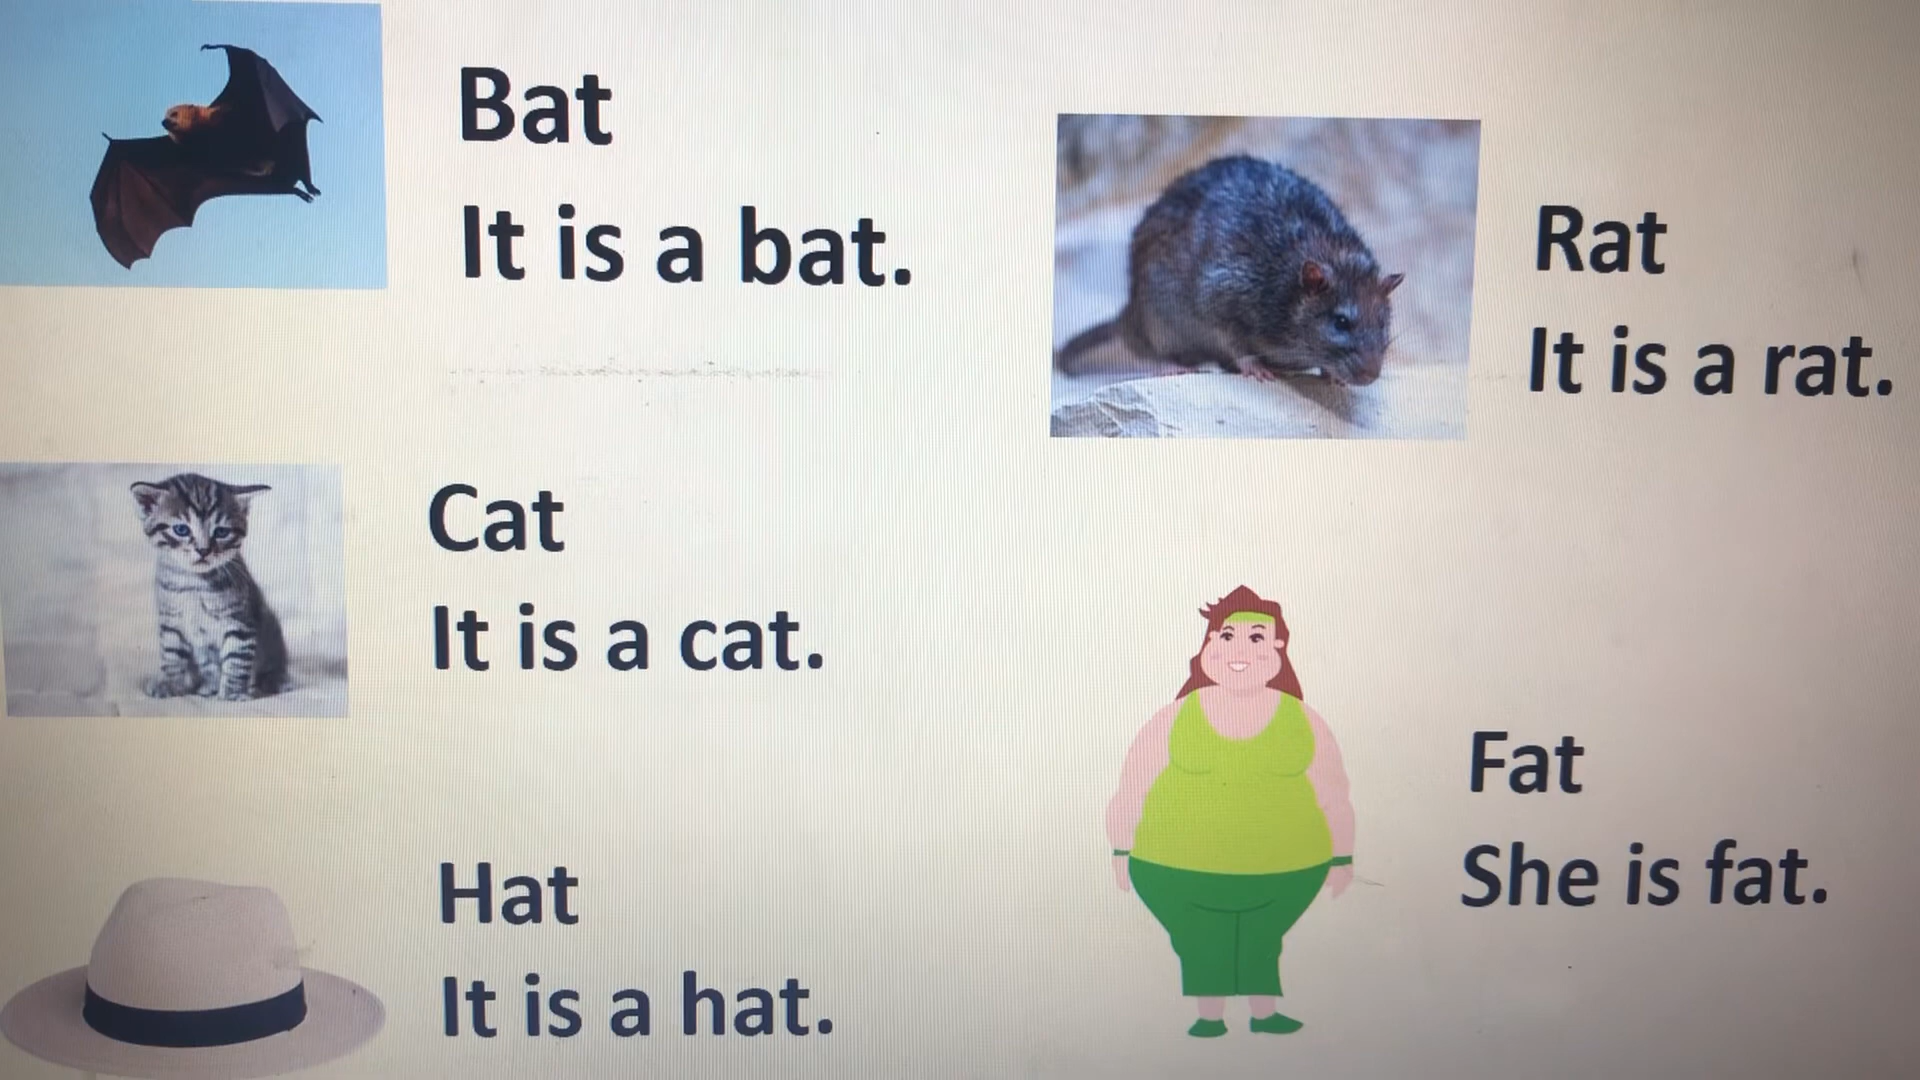 Bat
It is a bat.
Cat
It is a cat.
Hat
It is a hat.
Rat
It is a rat.
Fat
She is fat.